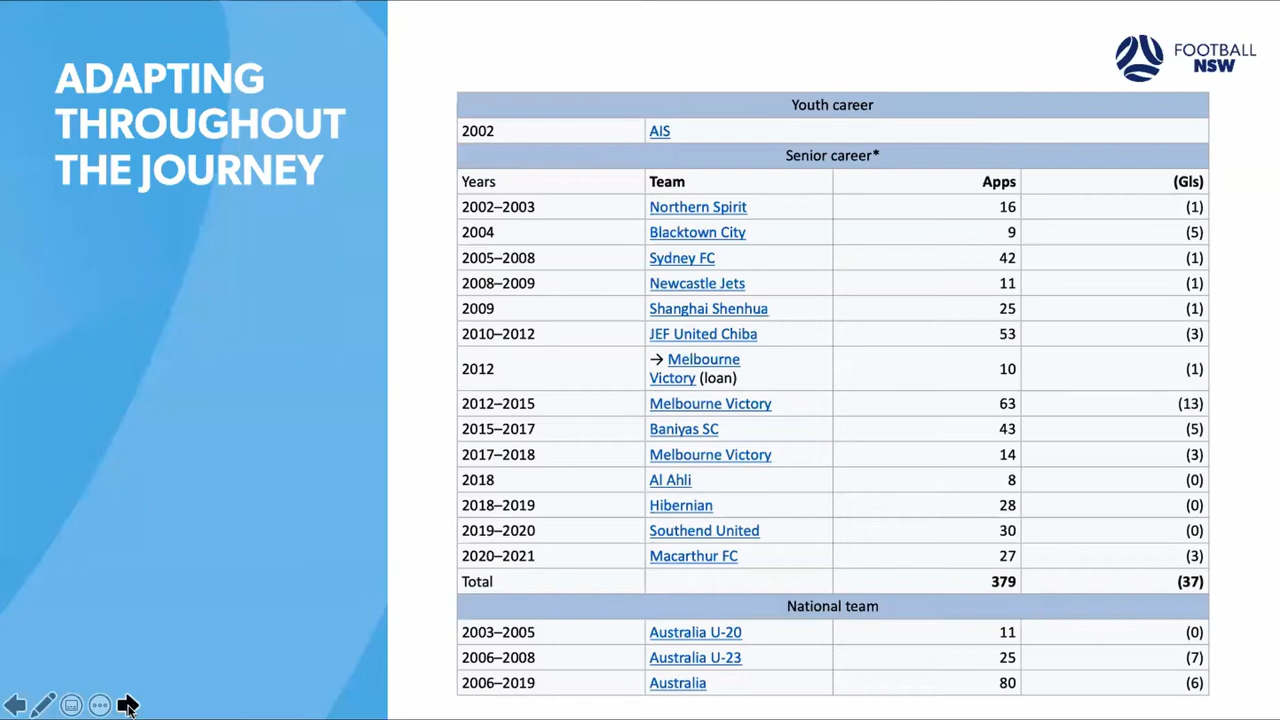 ADAPTING
THROUGHOUT
THE JOURNEY
FOOTBALL
NSW
Youth career
2002 AIS
Senior career*
Years Team Apps (Gls)
2002–2003 Northern Spirit 16 (1)
2004 Blacktown City 9 (5)
2005–2008 Sydney FC 42 (1)
2008–2009 Newcastle Jets 11 (1)
2009 Shanghai Shenhua 25 (1)
2010–2012 JEF United Chiba 53 (3)
2012 → Melbourne
Victory (loan) 10 (1)
2012–2015 Melbourne Victory 63 (13)
2015–2017 Baniyas SC 43 (5)
2017–2018 Melbourne Victory 14 (3)
2018 Al Ahli 8 (0)
2018–2019 Hibernian 28 (0)
2019–2020 Southend United 30 (0)
2020–2021 Macarthur FC 27 (3)
Total 379 (37)
National team
2003–2005 Australia U-20 11 (0)
2006–2008 Australia U-23 25 (7)
2006–2019 Australia 80 (6)